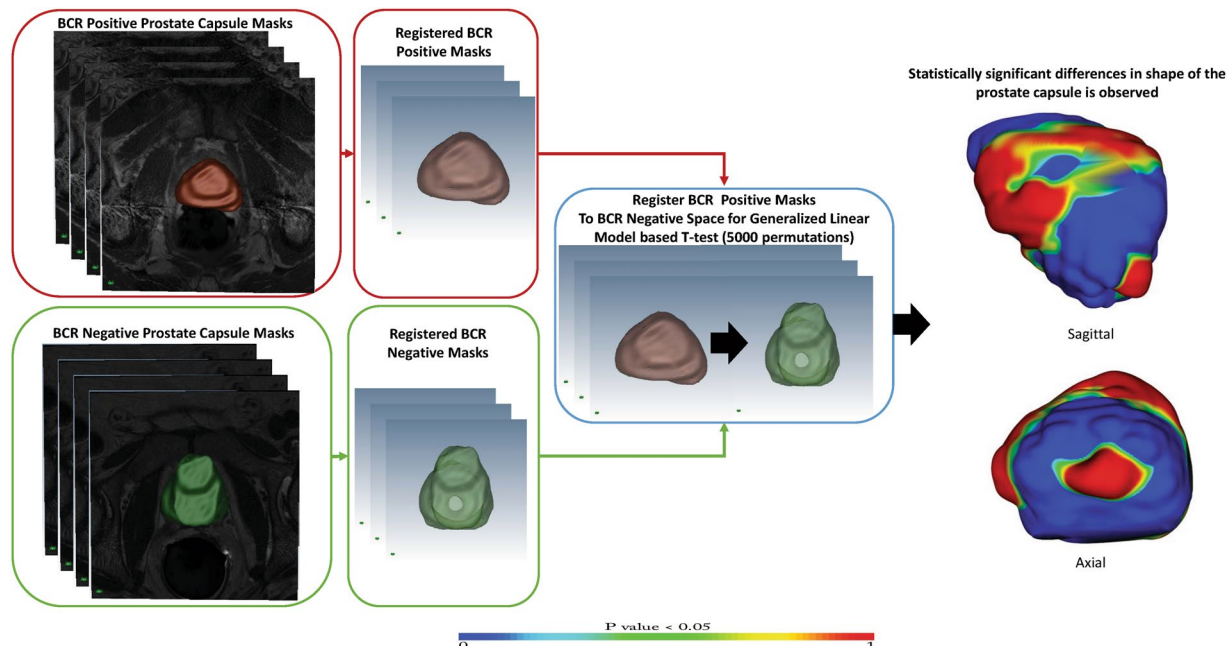 BCR Positive Prostate Capsule Masks
Registered BCR
Positive Masks
Statistically significant differences in shape of the
prostate capsule is observed
Register BCR  Positive Masks
To BCR Negative Space for Generalized Linear
Model based T-test (5000 permutations)
Sagittal
BCR Negative Prostate Capsule Masks
Registered BCR
Negative Masks
Axial
P value < 0.05
0
1